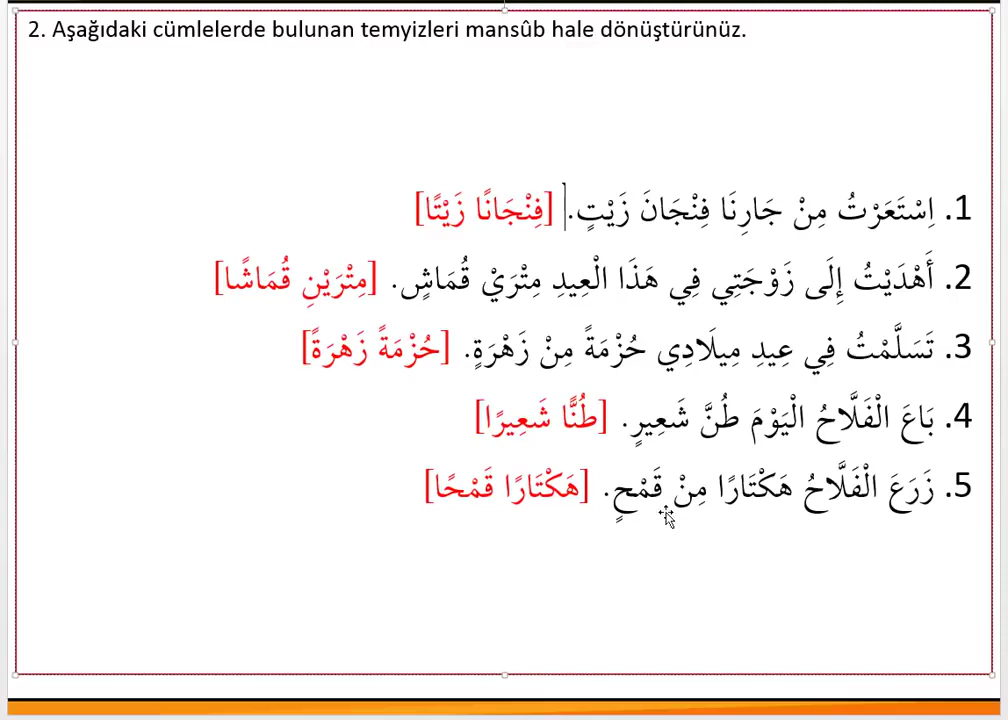 2. Aşağıdaki cümlelerde bulunan temyizleri mansûb hale dönüştürünüz.
1. اِسْتَعَرْتُ مِنْ جَارِنَا فِنْجَانَ زَيْتٍ. [فِنْجَانًا زَيْتًا]
2. أَهْدَيْتُ إِلَى زَوْجَتِي فِي هَذَا الْعِيدِ مِتْرَيْ قُمَاشٍ. [مِتْرَيْنِ قُمَاشًا]
3. تَسَلَّمْتُ فِي عِيدِ مِيلَادِي حُزْمَةً مِنْ زَهْرَةٍ. [حُزْمَةً زَهْرَةً]
4. بَاعَ الْفَلَّاحُ الْيَوْمَ طُنَّ شَعِيرٍ. [طُنًّا شَعِيرًا]
5. زَرَعَ الْفَلَّاحُ هَكْتَارًا مِنْ قَمْحٍ. [هَكْتَارًا قَمْحًا]